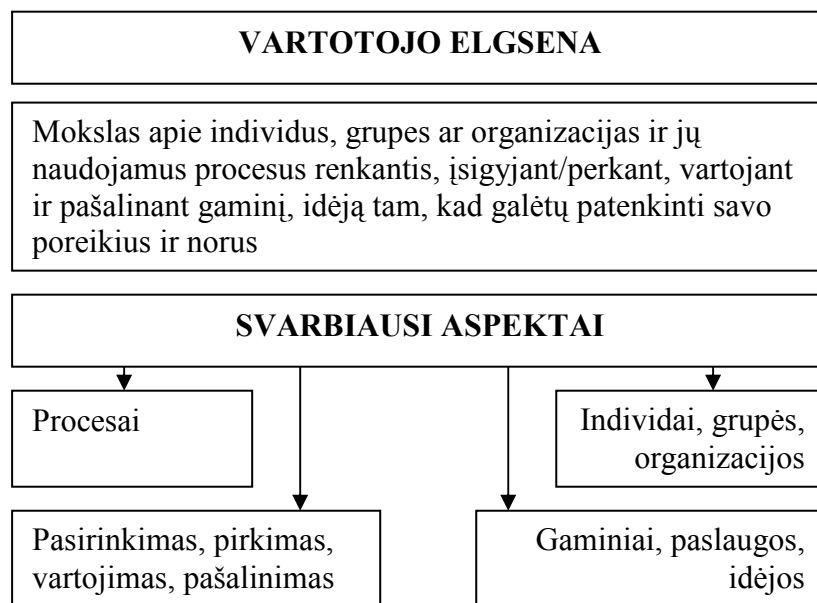 VARTOTOJO ELGSENA
Mokslas apie individus, grupes ar organizacijas ir jų
naudojamus procesus renkantis, įsigyjant/perkant, vartojant
ir pašalinant gaminį, idėją tam, kad galėtų patenkinti savo
poreikius ir norus
SVARBIAUSI ASPEKTAI
Procesai
Individai, grupės,
organizacijos
Pasirinkimas, pirkimas,
vartojimas, pašalinimas
Gaminiai, paslaugos,
idėjos